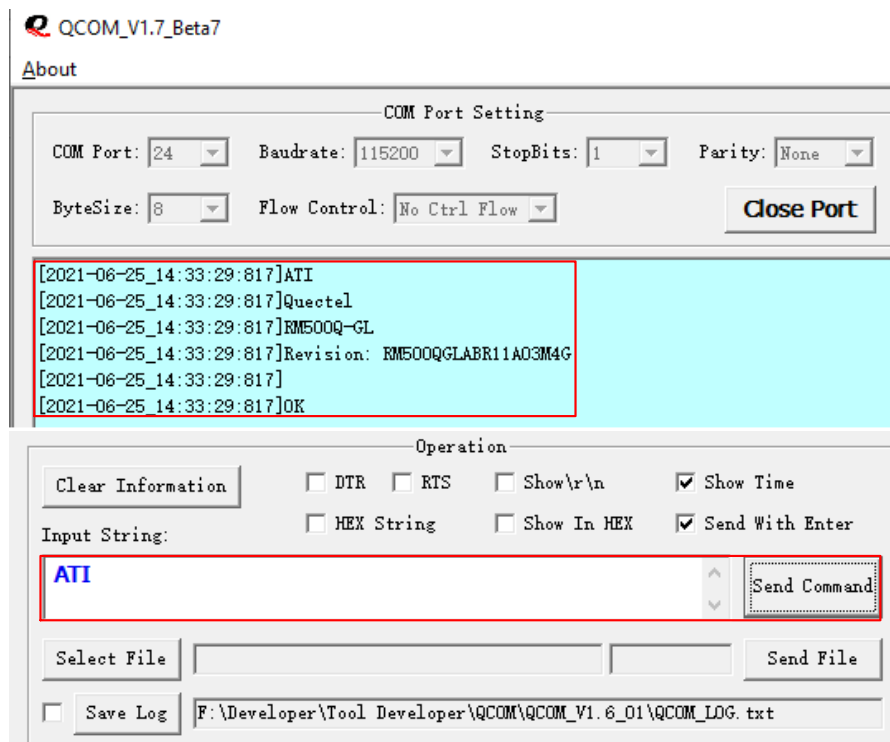 QCOM_V1.7_Beta7
About
COM Port Setting
COM Port: 24 Baudrate: 115200 StopBits: 1 Parity: None
ByteSize: 8 Flow Control: No Ctrl Flow Close Port
[2021-06-25_14:33:29:817]ATI
[2021-06-25_14:33:29:817]Quectel
[2021-06-25_14:33:29:817]RM500Q-GL
[2021-06-25_14:33:29:817]Revision: RM500QGLABR11A03M4G
[2021-06-25_14:33:29:817]
[2021-06-25_14:33:29:817]OK
Operation
Clear Information DTR RTS Show\r\n Show Time
HEX String Show In HEX Send With Enter
Input String:
ATI
Send Command
Select File Send File
Save Log F:\Developer\Tool Developer\QCOM\QCOM_V1.6_01\QCOM_LOG.txt